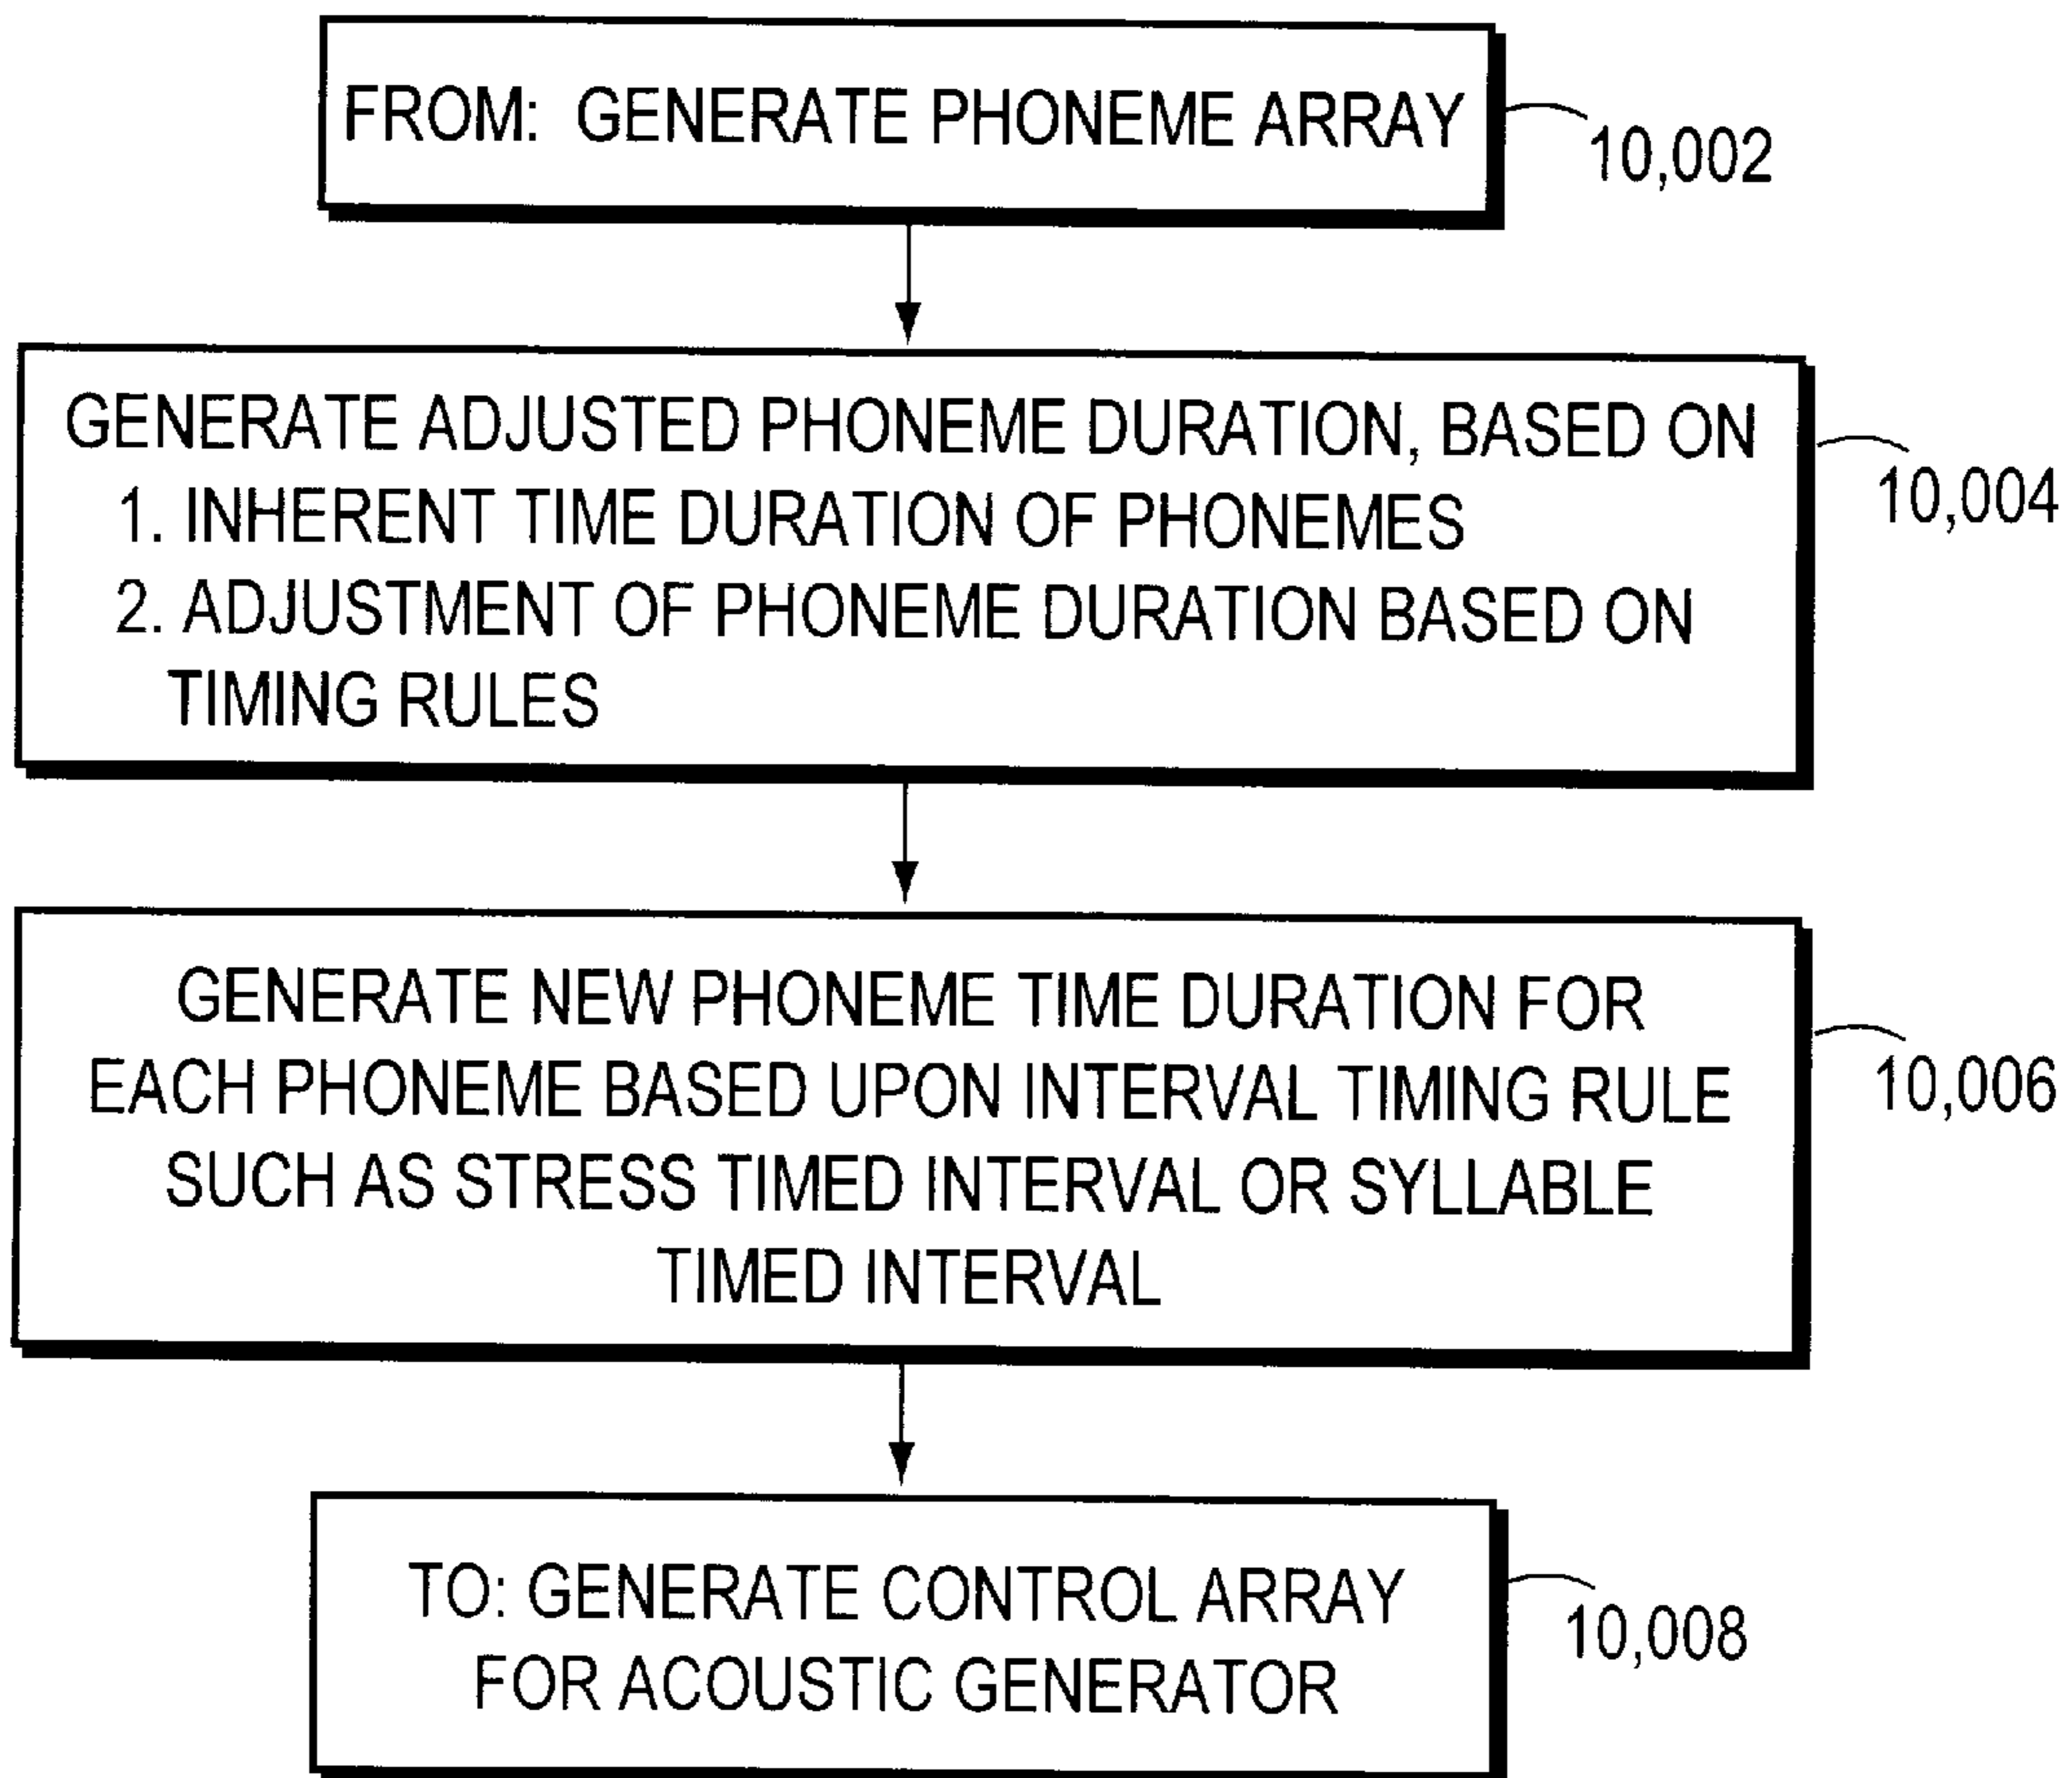 FROM: GENERATE PHONEME ARRAY
10,002
GENERATE ADJUSTED PHONEME DURATION, BASED ON
1. INHERENT TIME DURATION OF PHONEMES
2. ADJUSTMENT OF PHONEME DURATION BASED ON
TIMING RULES
10,004
GENERATE NEW PHONEME TIME DURATION FOR
EACH PHONEME BASED UPON INTERVAL TIMING RULE
SUCH AS STRESS TIMED INTERVAL OR SYLLABLE
TIMED INTERVAL
10,006
TO: GENERATE CONTROL ARRAY
FOR ACOUSTIC GENERATOR
10,008